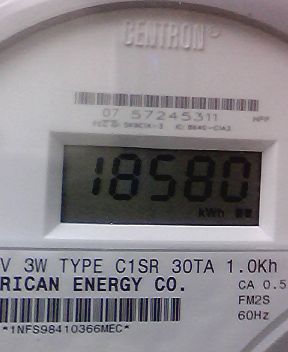 CENTRON®
07 57245311
18580
kWh
V 3W TYPE C1SR 30TA 1.0Kh
RICAN ENERGY CO.
CA 0.5
FM2S
60Hz
*1NFS98410366MEC*